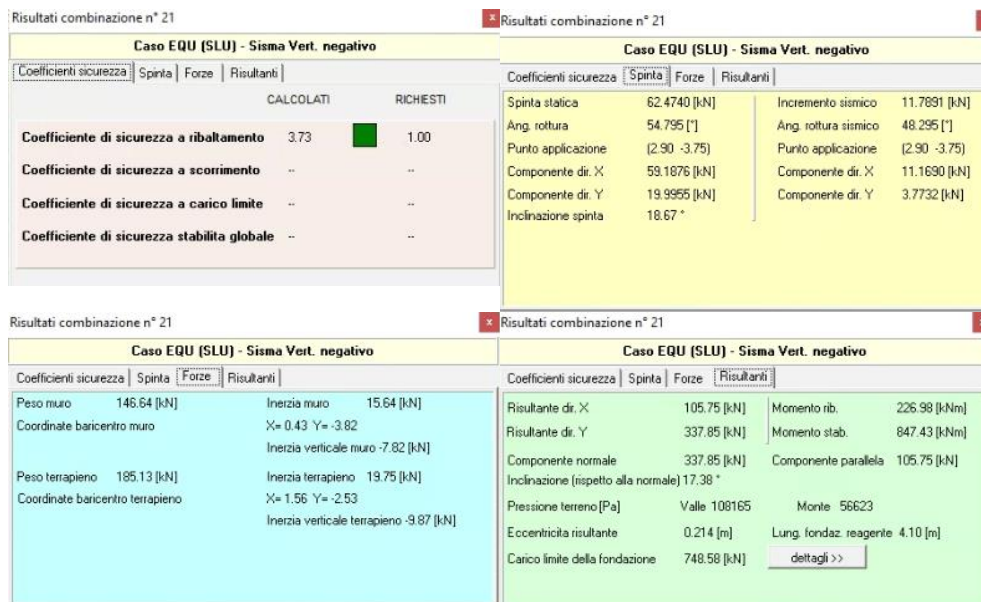 Risultati combinazione n° 21
x
Caso EQU (SLU) - Sisma Vert. negativo
Coefficienti sicurezza Spinta Forze Risultanti
CALCOLATI RICHIESTI
Coefficiente di sicurezza a ribaltamento 3.73 1.00
Coefficiente di sicurezza a scorrimento -- --
Coefficiente di sicurezza a carico limite -- --
Coefficiente di sicurezza stabilita globale -- --
Risultati combinazione n° 21
Caso EQU (SLU) - Sisma Vert. negativo
Coefficienti sicurezza Spinta Forze Risultanti
Spinta statica 62.4740 [kN] Incremento sismico 11.7891 [kN]
Ang. rottura 54.795 [°] Ang. rottura sismico 48.295 [°]
Punto applicazione (2.90 -3.75) Punto applicazione (2.90 -3.75)
Componente dir. X 59.1876 [kN] Componente dir. X 11.1690 [kN]
Componente dir. Y 19.9955 [kN] Componente dir. Y 3.7732 [kN]
Inclinazione spinta 18.67 °
Risultati combinazione n° 21
x
Caso EQU (SLU) - Sisma Vert. negativo
Coefficienti sicurezza Spinta Forze Risultanti
Peso muro 146.64 [kN] Inerzia muro 15.64 [kN]
Coordinate baricentro muro X= 0.43 Y= -3.82
Inerzia verticale muro -7.82 [kN]
Peso terrapieno 185.13 [kN] Inerzia terrapieno 19.75 [kN]
Coordinate baricentro terrapieno X= 1.56 Y= -2.53
Inerzia verticale terrapieno -9.87 [kN]
Risultati combinazione n° 21
Caso EQU (SLU) - Sisma Vert. negativo
Coefficienti sicurezza Spinta Forze Risultanti
Risultante dir. X 105.75 [kN] Momento rib. 226.98 [kNm]
Risultante dir. Y 337.85 [kN] Momento stab. 847.43 [kNm]
Componente normale 337.85 [kN] Componente parallela 105.75 [kN]
Inclinazione (rispetto alla normale) 17.38 °
Pressione terreno [Pa] Valle 108165 Monte 56623
Eccentricita risultante 0.214 [m] Lung. fondaz. reagente 4.10 [m]
Carico limite della fondazione 748.58 [kN] dettagli >>